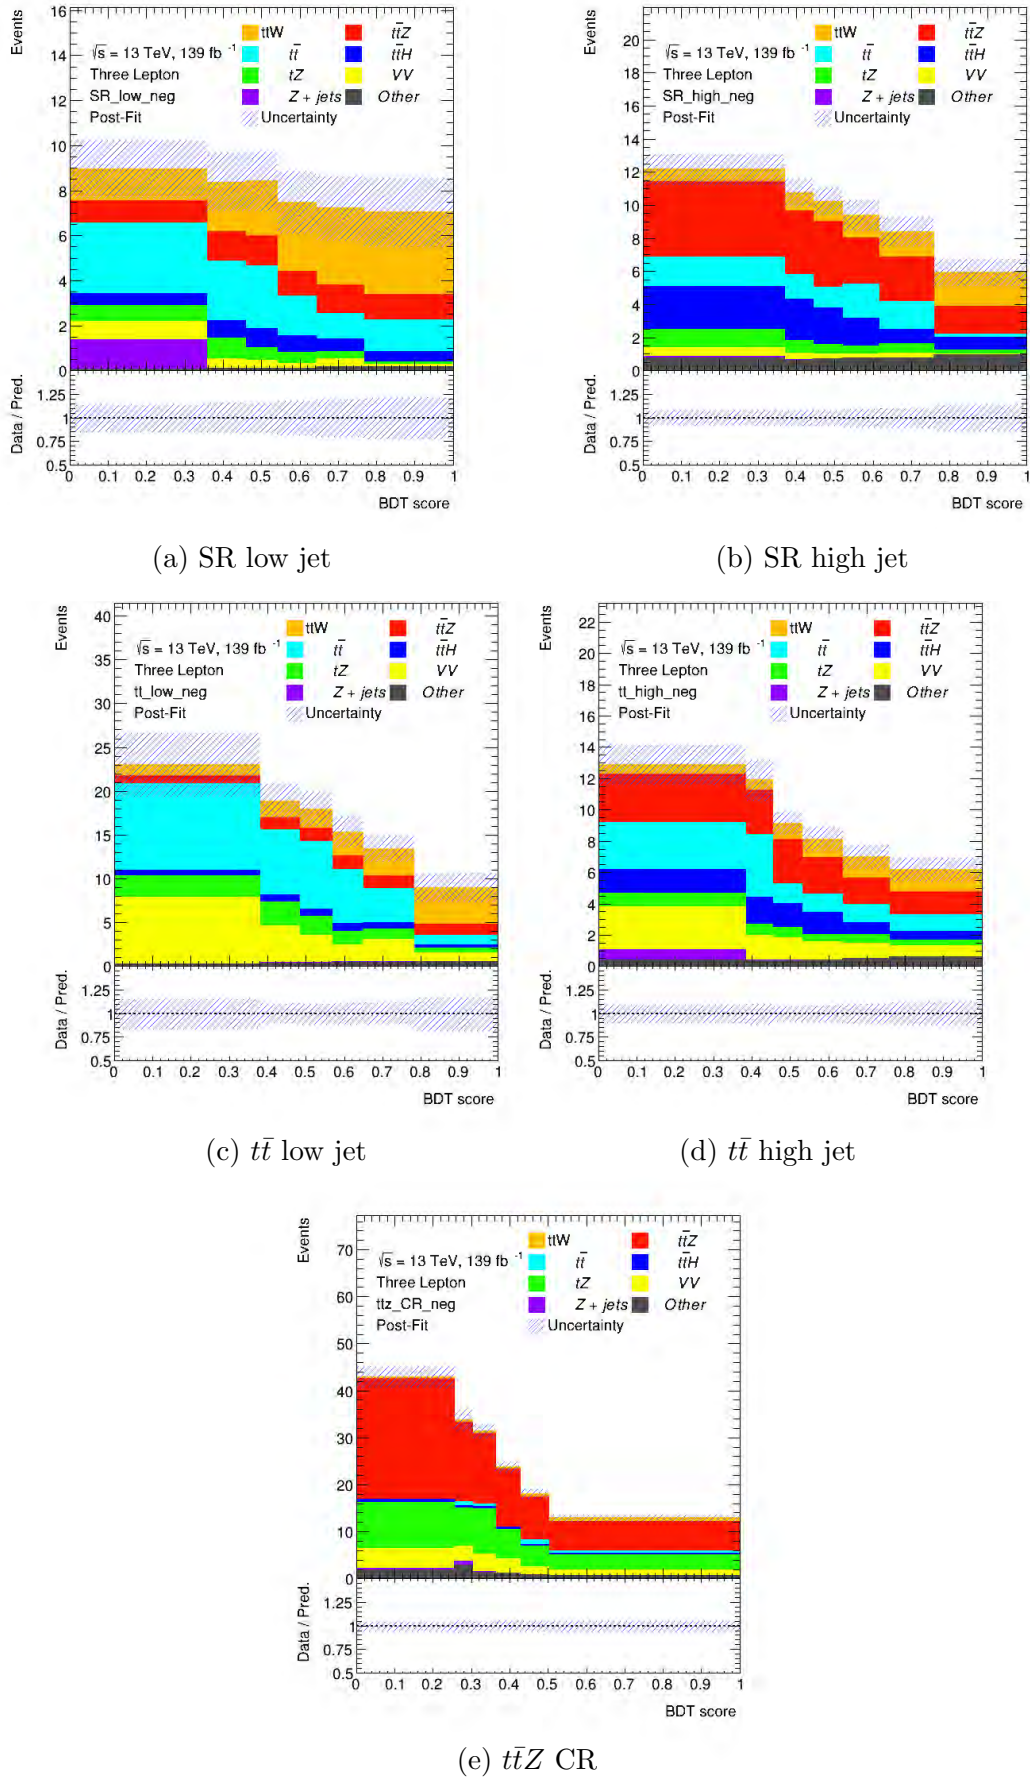 Events
16
14
12
10
8
6
4
2
0
√s = 13 TeV, 139 fb⁻¹
Three Lepton
SR_low_neg
Post-Fit
ttW
tt̄Z
tt̄
tt̄H
tZ
VV
Z + jets
Other
Uncertainty
Data / Pred.
1.25
1
0.75
0.5
0 0.1 0.2 0.3 0.4 0.5 0.6 0.7 0.8 0.9 1
BDT score
(a) SR low jet
Events
20
18
16
14
12
10
8
6
4
2
0
√s = 13 TeV, 139 fb⁻¹
Three Lepton
SR_high_neg
Post-Fit
ttW
tt̄Z
tt̄
tt̄H
tZ
VV
Z + jets
Other
Uncertainty
Data / Pred.
1.25
1
0.75
0.5
0 0.1 0.2 0.3 0.4 0.5 0.6 0.7 0.8 0.9 1
BDT score
(b) SR high jet
Events
40
35
30
25
20
15
10
5
0
√s = 13 TeV, 139 fb⁻¹
Three Lepton
tt_low_neg
Post-Fit
ttW
tt̄Z
tt̄
tt̄H
tZ
VV
Z + jets
Other
Uncertainty
Data / Pred.
1.25
1
0.75
0.5
0 0.1 0.2 0.3 0.4 0.5 0.6 0.7 0.8 0.9 1
BDT score
(c) tt̄ low jet
Events
22
20
18
16
14
12
10
8
6
4
2
0
√s = 13 TeV, 139 fb⁻¹
Three Lepton
tt_high_neg
Post-Fit
ttW
tt̄Z
tt̄
tt̄H
tZ
VV
Z + jets
Other
Uncertainty
Data / Pred.
1.25
1
0.75
0.5
0 0.1 0.2 0.3 0.4 0.5 0.6 0.7 0.8 0.9 1
BDT score
(d) tt̄ high jet
Events
70
60
50
40
30
20
10
0
√s = 13 TeV, 139 fb⁻¹
Three Lepton
ttz_CR_neg
Post-Fit
ttW
tt̄Z
tt̄
tt̄H
tZ
VV
Z + jets
Other
Uncertainty
Data / Pred.
1.25
1
0.75
0.5
0 0.1 0.2 0.3 0.4 0.5 0.6 0.7 0.8 0.9 1
BDT score
(e) tt̄Z CR